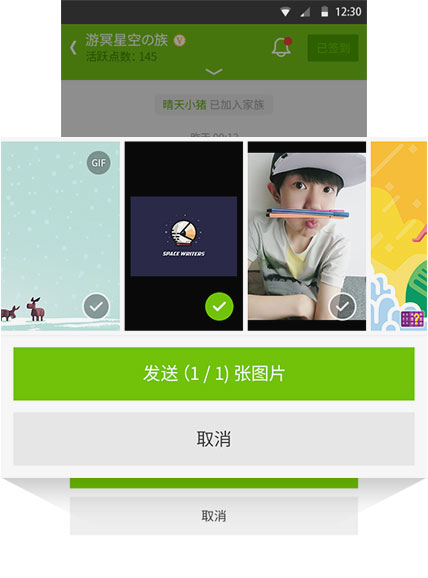 12:30
游冥星空の族
活跃点数：145
已签到
晴天小猪 已加入家族
昨天 00:12
GIF
SPACE WRITERS
?
发送（1 / 1）张图片
取消
取消